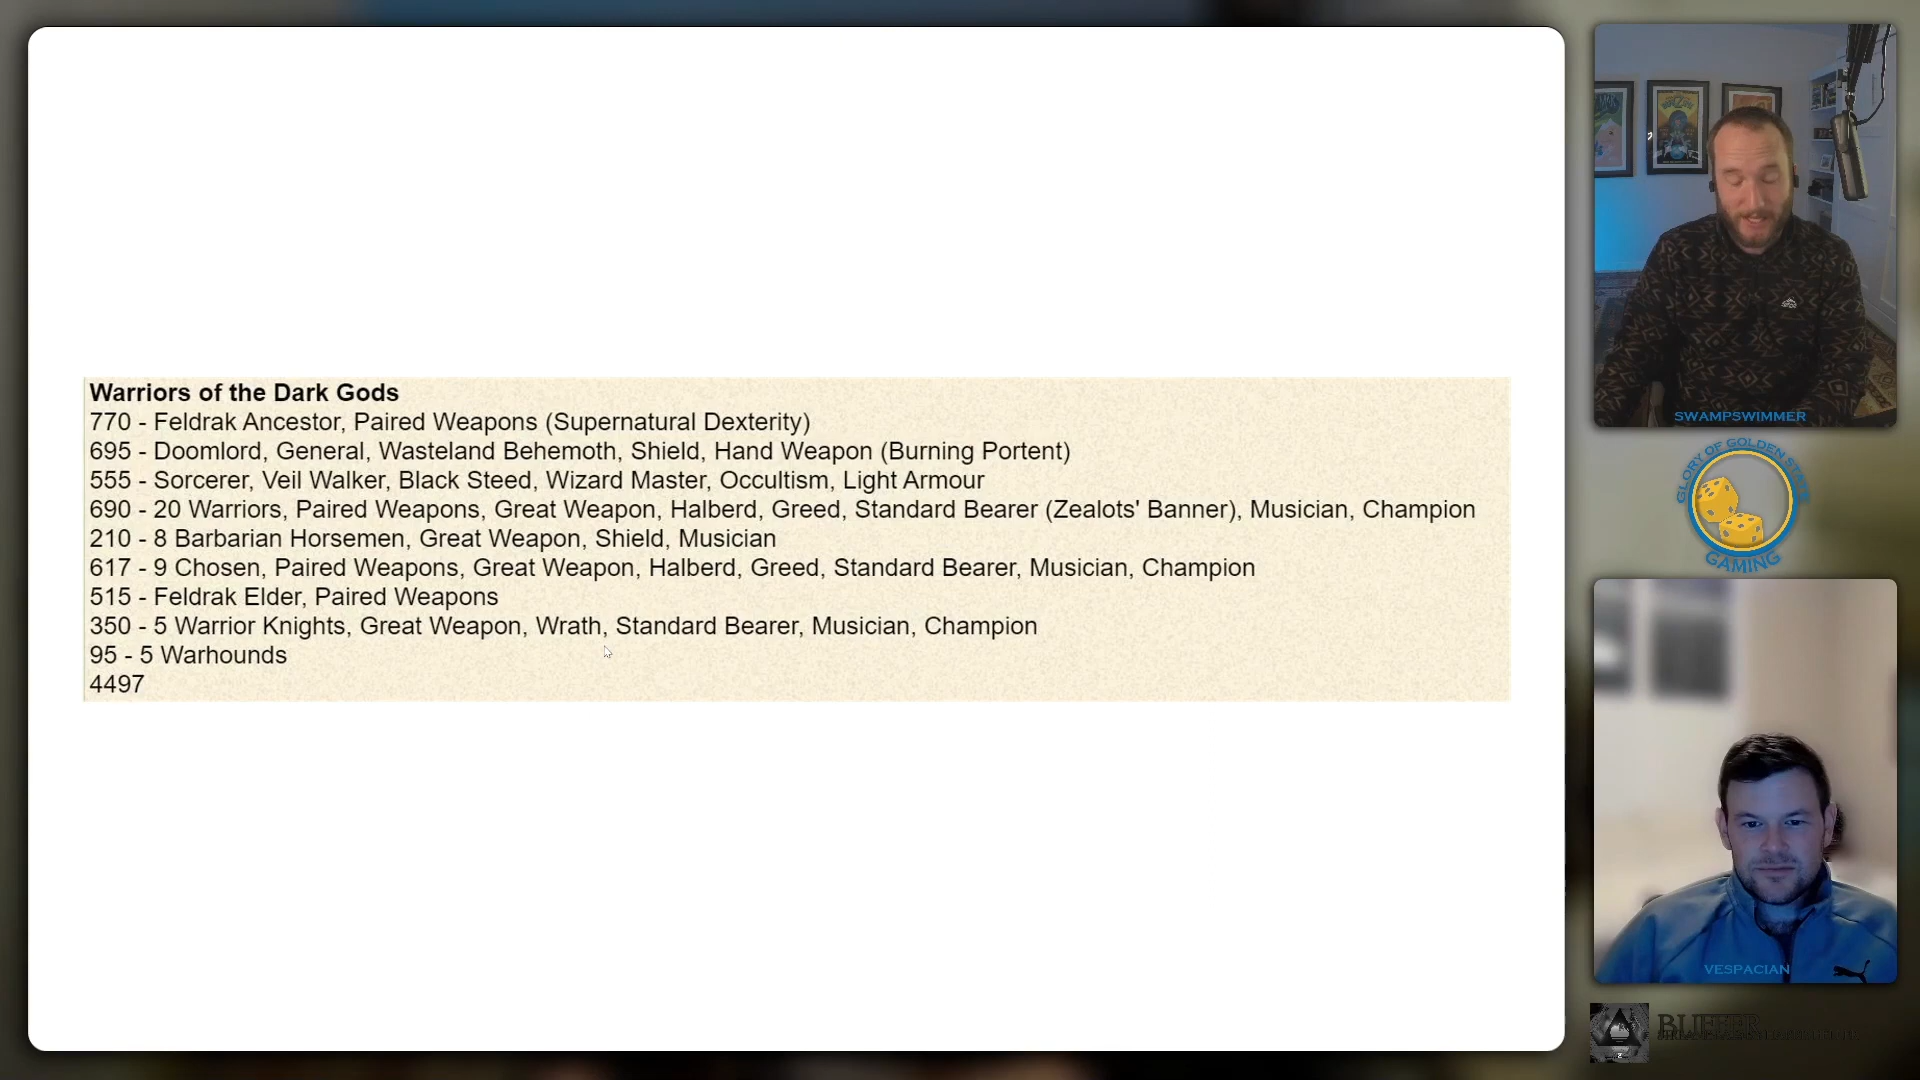 Warriors of the Dark Gods
770 - Feldrak Ancestor, Paired Weapons (Supernatural Dexterity)
695 - Doomlord, General, Wasteland Behemoth, Shield, Hand Weapon (Burning Portent)
555 - Sorcerer, Veil Walker, Black Steed, Wizard Master, Occultism, Light Armour
690 - 20 Warriors, Paired Weapons, Great Weapon, Halberd, Greed, Standard Bearer (Zealots' Banner), Musician, Champion
210 - 8 Barbarian Horsemen, Great Weapon, Shield, Musician
617 - 9 Chosen, Paired Weapons, Great Weapon, Halberd, Greed, Standard Bearer, Musician, Champion
515 - Feldrak Elder, Paired Weapons
350 - 5 Warrior Knights, Great Weapon, Wrath, Standard Bearer, Musician, Champion
95 - 5 Warhounds
4497
SWAMPSWIMMER
GLORY OF GOLDEN STATE
GAMING
VESPACIAN